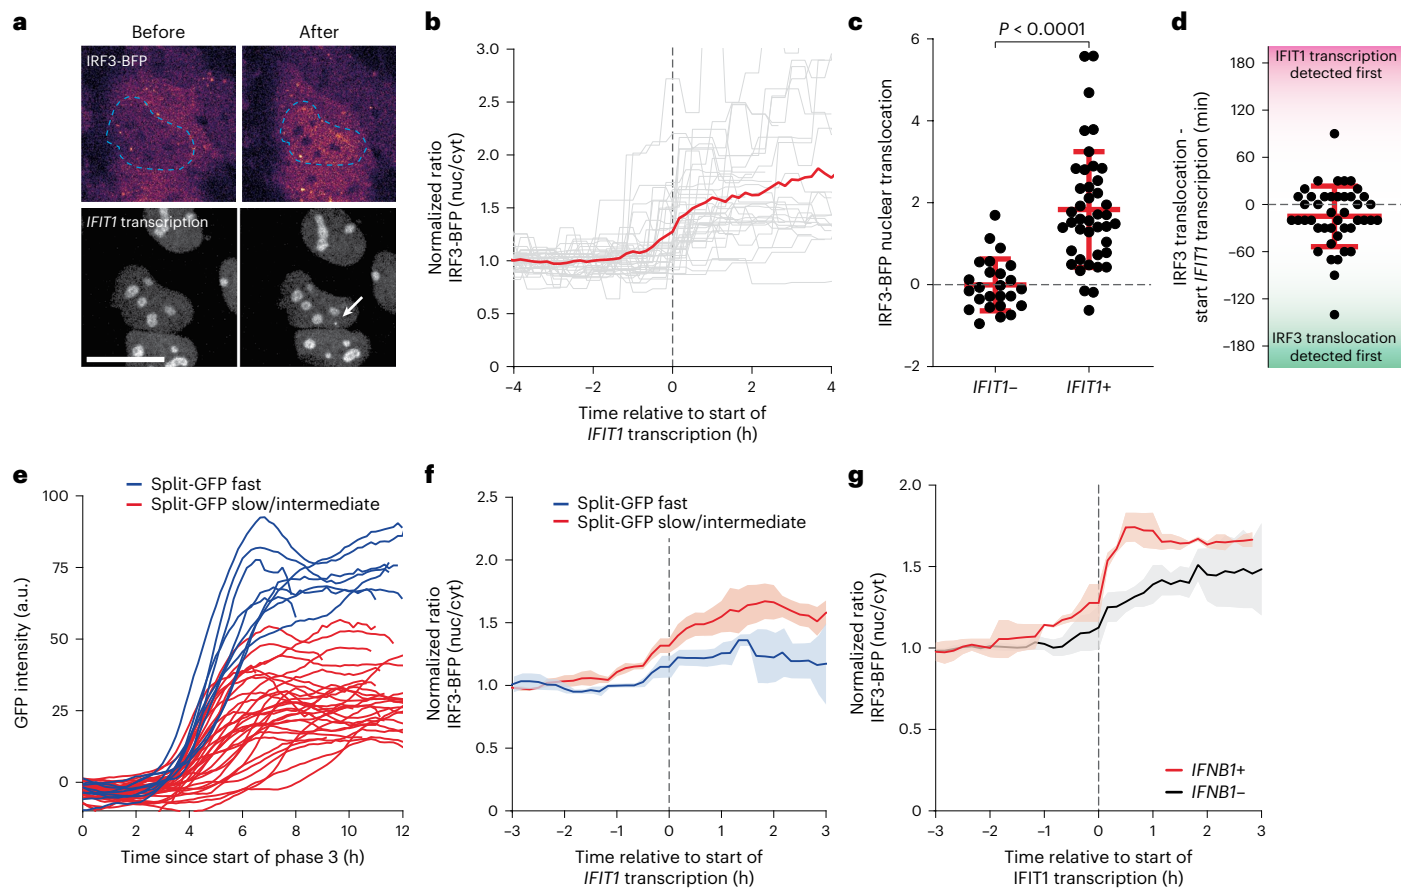 a
Before
After
IRF3-BFP
IFIT1 transcription
b
Normalized ratio
IRF3-BFP (nuc/cyt)
3.0
2.5
2.0
1.5
1.0
0.5
0
–4
–2
0
2
4
Time relative to start of
IFIT1 transcription (h)
c
P < 0.0001
IRF3-BFP nuclear translocation
6
4
2
0
–2
IFIT1–
IFIT1+
d
IRF3 translocation -
start IFIT1 transcription (min)
180
120
60
0
–60
–120
–180
IFIT1 transcription
detected first
IRF3 translocation
detected first
e
Split-GFP fast
Split-GFP slow/intermediate
GFP intensity (a.u.)
100
75
50
25
0
0
2
4
6
8
10
12
Time since start of phase 3 (h)
f
Split-GFP fast
Split-GFP slow/intermediate
Normalized ratio
IRF3-BFP (nuc/cyt)
2.5
2.0
1.5
1.0
0.5
0
–3
–2
–1
0
1
2
3
Time relative to start of
IFIT1 transcription (h)
g
Normalized ratio
IRF3-BFP (nuc/cyt)
2.0
1.5
1.0
0.5
0
IFNB1+
IFNB1–
–3
–2
–1
0
1
2
3
Time relative to start of
IFIT1 transcription (h)